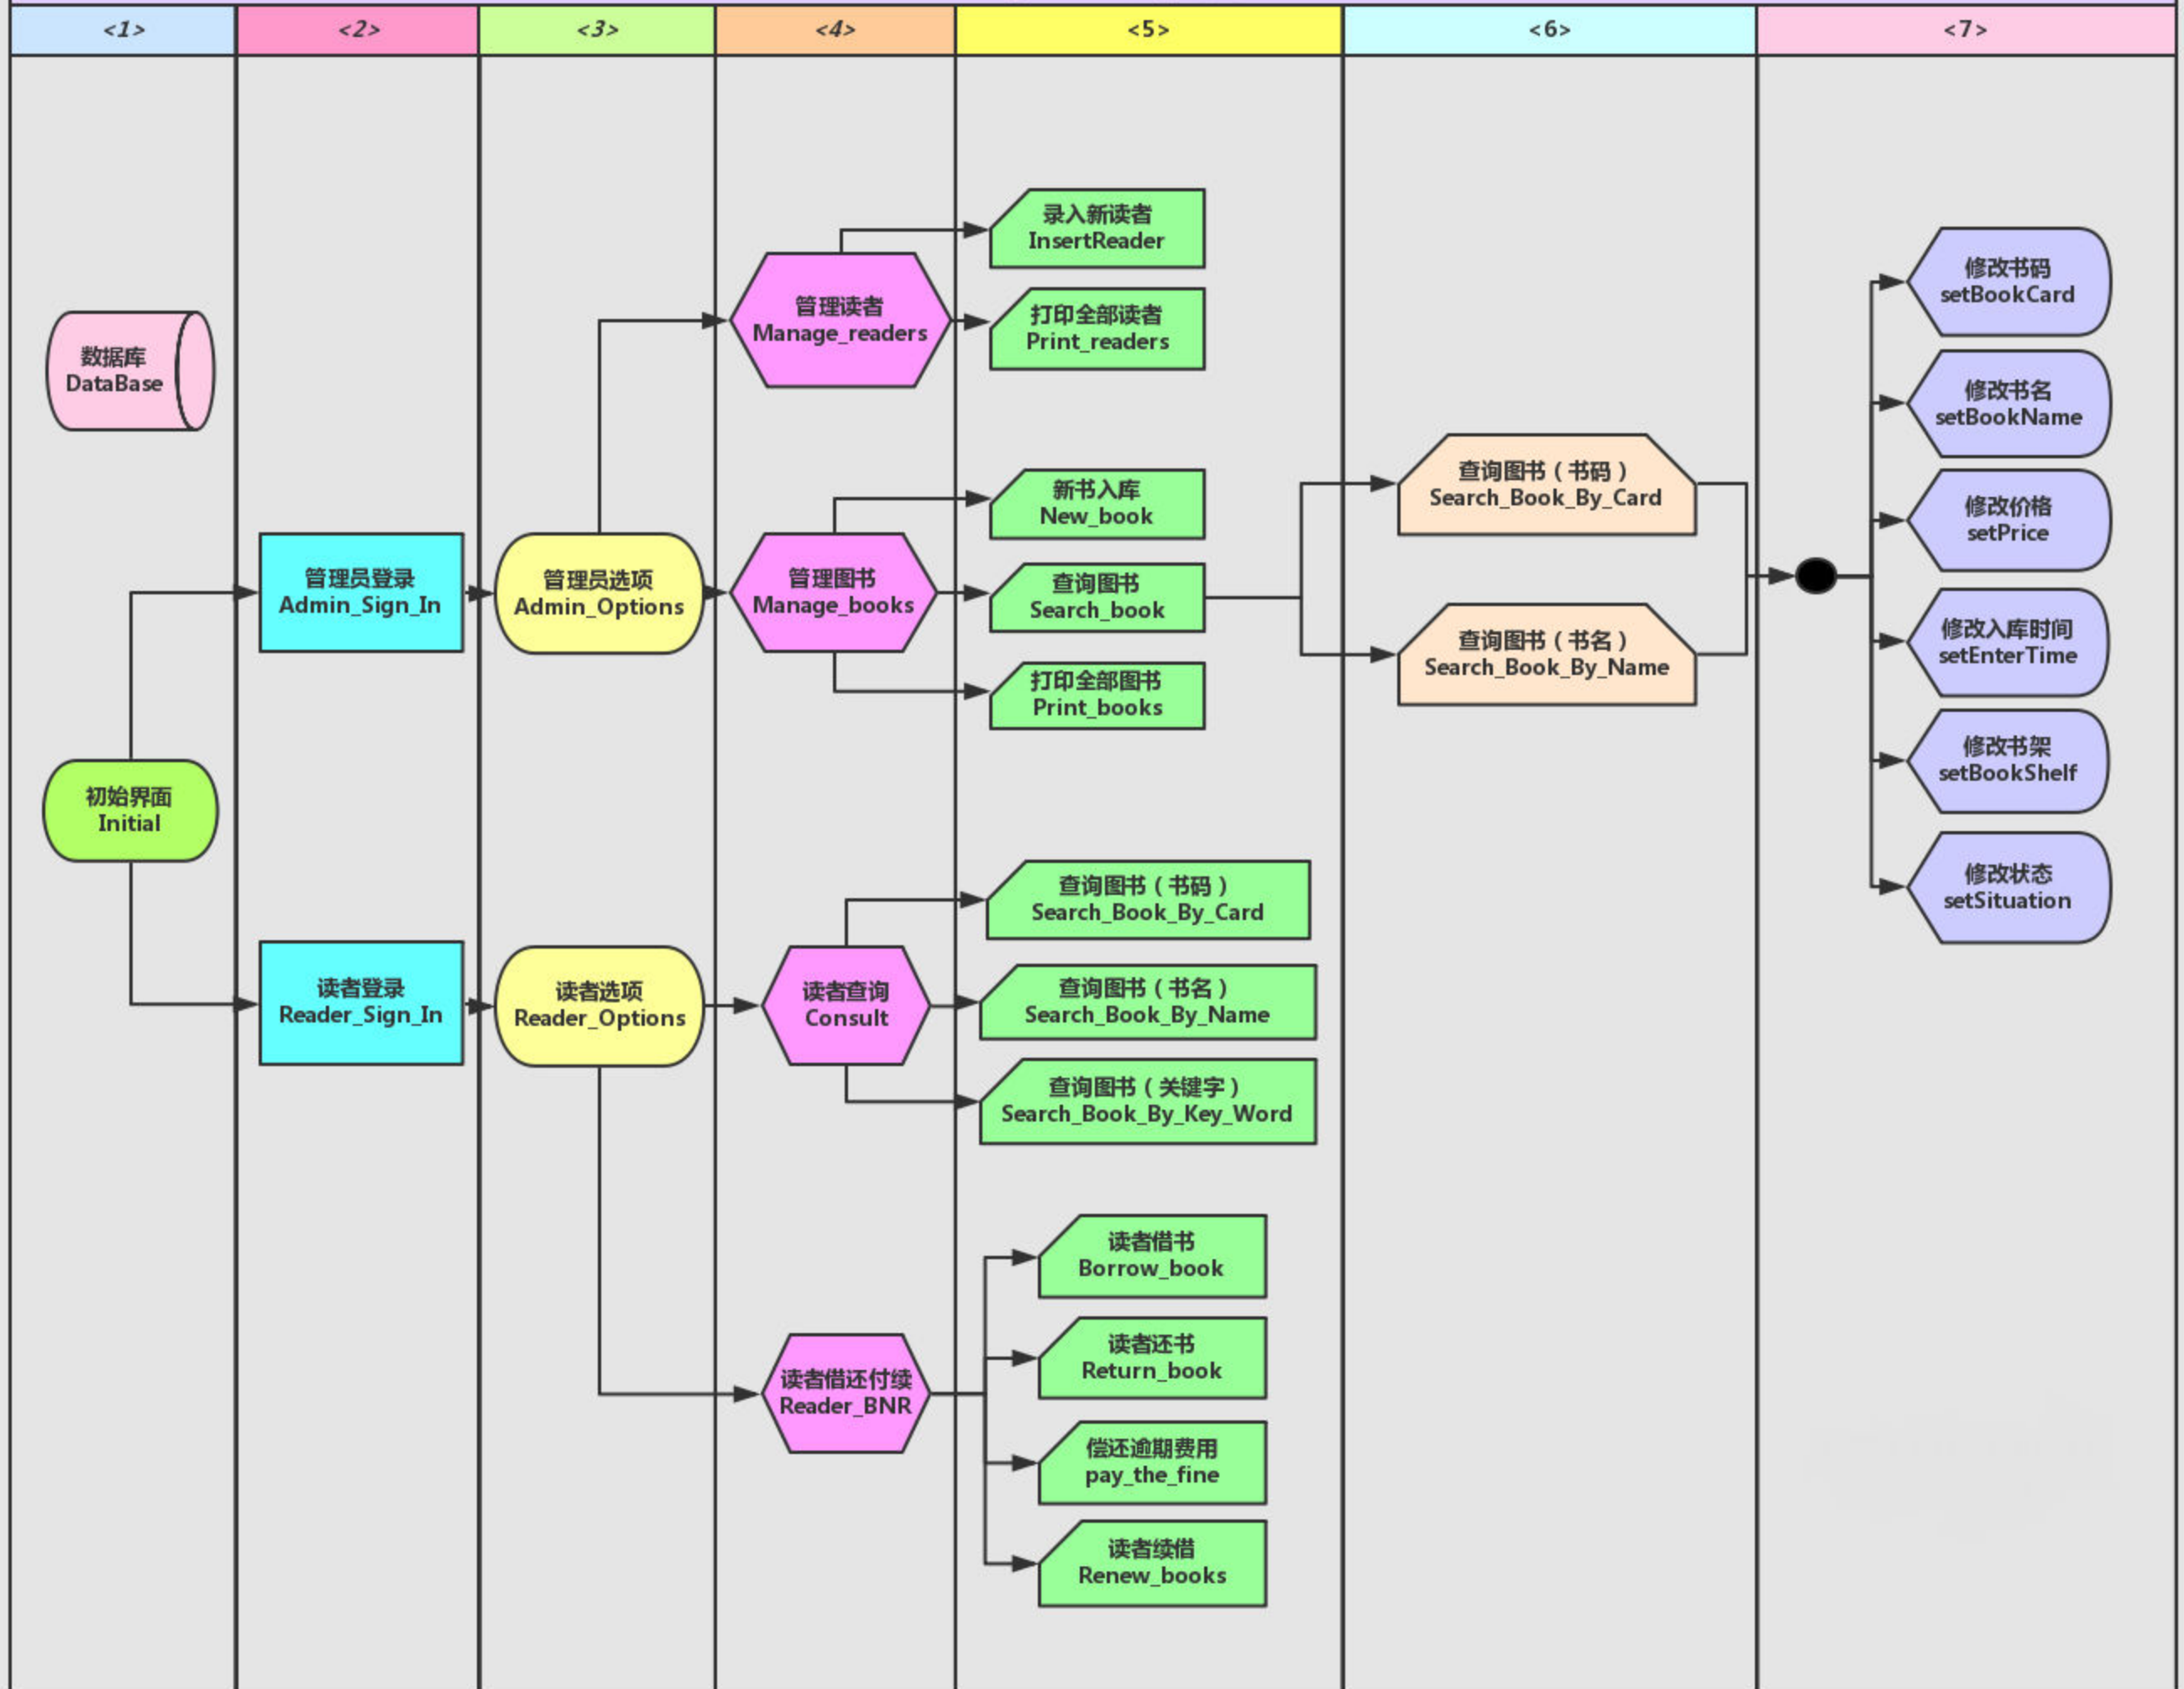 <1>
<2>
<3>
<4>
<5>
<6>
<7>
数据库
DataBase
初始界面
Initial
管理员登录
Admin_Sign_In
读者登录
Reader_Sign_In
管理员选项
Admin_Options
读者选项
Reader_Options
管理读者
Manage_readers
管理图书
Manage_books
读者查询
Consult
读者借还付续
Reader_BNR
录入新读者
InsertReader
打印全部读者
Print_readers
新书入库
New_book
查询图书
Search_book
打印全部图书
Print_books
查询图书（书码）
Search_Book_By_Card
查询图书（书名）
Search_Book_By_Name
查询图书（关键字）
Search_Book_By_Key_Word
读者借书
Borrow_book
读者还书
Return_book
偿还逾期费用
pay_the_fine
读者续借
Renew_books
查询图书（书码）
Search_Book_By_Card
查询图书（书名）
Search_Book_By_Name
修改书码
setBookCard
修改书名
setBookName
修改价格
setPrice
修改入库时间
setEnterTime
修改书架
setBookShelf
修改状态
setSituation